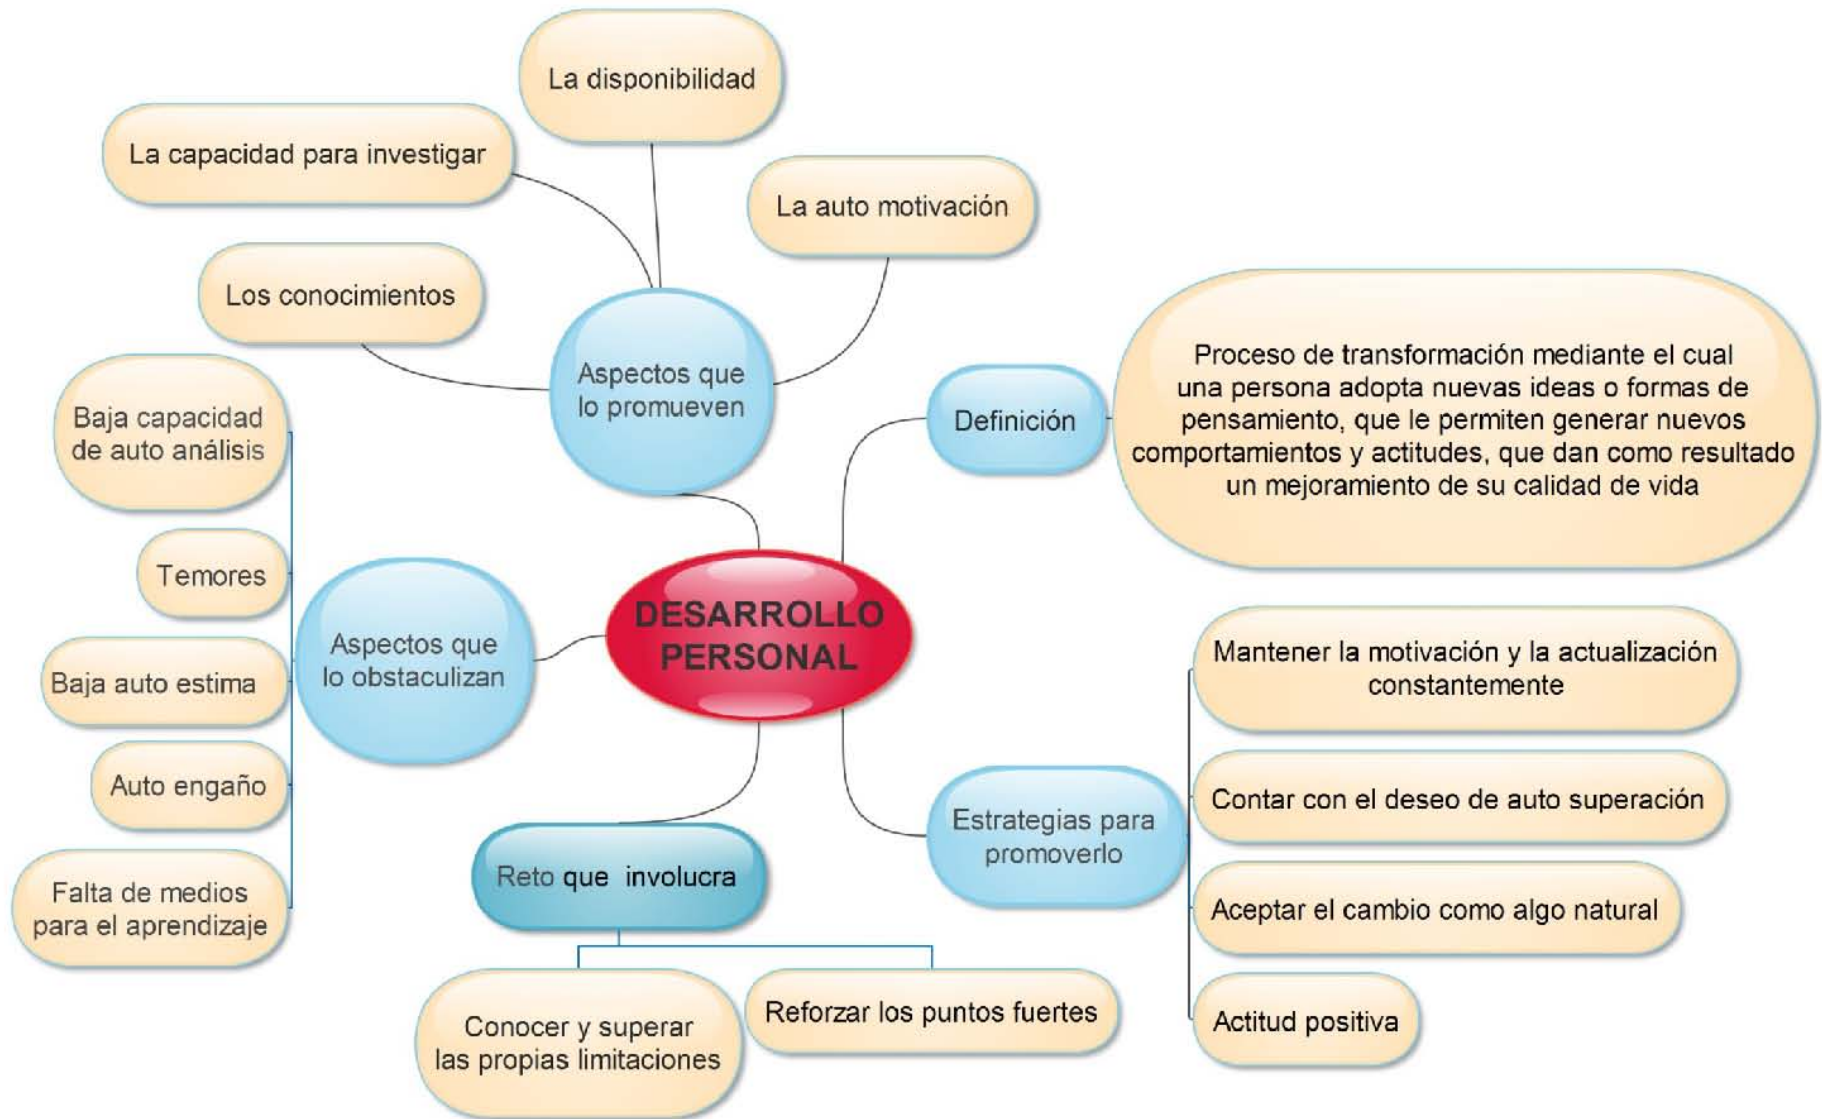 La disponibilidad
La capacidad para investigar
La auto motivación
Los conocimientos
Aspectos que
lo promueven
Definición
Proceso de transformación mediante el cual
una persona adopta nuevas ideas o formas de
pensamiento, que le permiten generar nuevos
comportamientos y actitudes, que dan como resultado
un mejoramiento de su calidad de vida
Baja capacidad
de auto análisis
Temores
Baja auto estima
Auto engaño
Falta de medios
para el aprendizaje
Aspectos que
lo obstaculizan
DESARROLLO
PERSONAL
Estrategias para
promoverlo
Mantener la motivación y la actualización
constantemente
Contar con el deseo de auto superación
Aceptar el cambio como algo natural
Actitud positiva
Reto que  involucra
Conocer y superar
las propias limitaciones
Reforzar los puntos fuertes